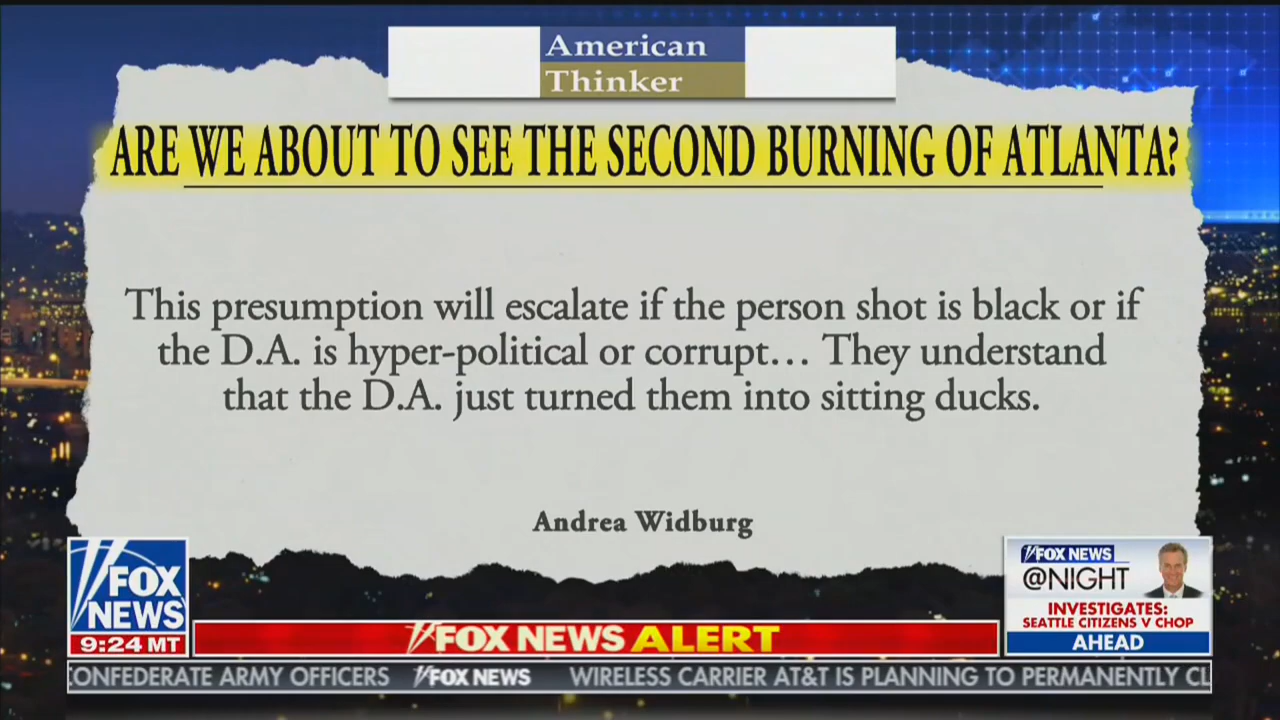 American
Thinker
ARE WE ABOUT TO SEE THE SECOND BURNING OF ATLANTA?
This presumption will escalate if the person shot is black or if
the D.A. is hyper-political or corrupt... They understand
that the D.A. just turned them into sitting ducks.
Andrea Widburg
FOX
NEWS
9:24 MT
FOX NEWS ALERT
FOX NEWS
@NIGHT
INVESTIGATES:
SEATTLE CITIZENS V CHOP
AHEAD
ONFEDERATE ARMY OFFICERS FOX NEWS WIRELESS CARRIER AT&T IS PLANNING TO PERMANENTLY CL